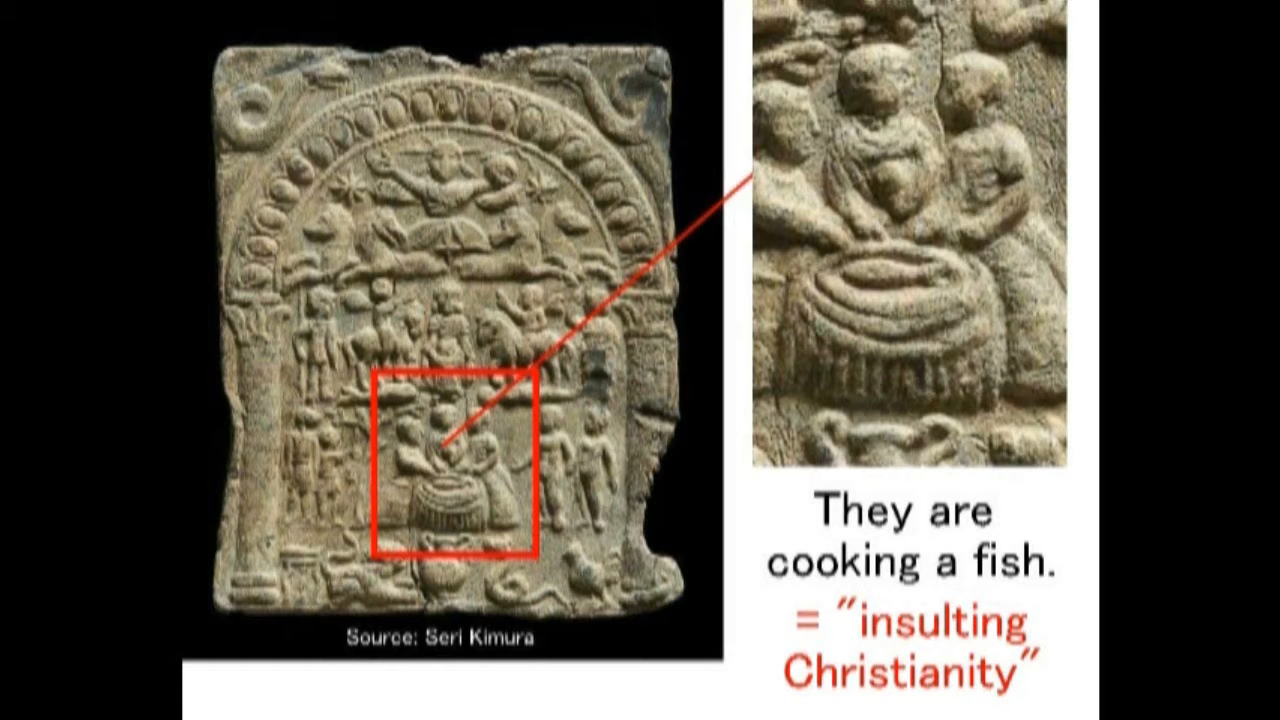 Source: Seri Kimura
They are
cooking a fish.
= "insulting
Christianity"